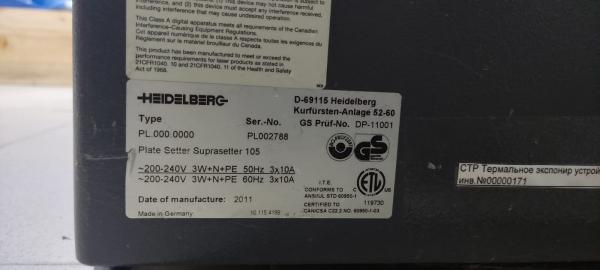 interference, and (2) this device must accept any interference
including interference that may cause undesired operation.
This Class A digital apparatus meets all requirements of the Canadian
Interference-Causing Equipment Regulations.
Cet appareil numérique de la classe A respecte toutes les exigences du
Règlement sur le matériel brouilleur du Canada.
This product has been manufactured to meet or exceed the
performance requirements for laser products as stated in
21CFR1040. 10 and 21CFR1040. 11 of the Health and Safety
Act of 1968.
HEIDELBERG
D-69115 Heidelberg
Kurfürsten-Anlage 52-60
Type
Ser.-No.
GS Prüf-No. DP-11001
PL.000.0000
PL002788
Plate Setter Suprasetter 105
~200-240V 3W+N+PE 50Hz 3x10A
~200-240V 3W+N+PE 60Hz 3x10A
GS
I.T.E.
CONFORMS TO
ANSI/UL STD 60950-1
C ETL US
119730
CERTIFIED TO
CAN/CSA C22.2 NO. 60950-1-03
Date of manufacture: 2011
Made in Germany
СТР Термальное экспонир устрой
инв.№00000171